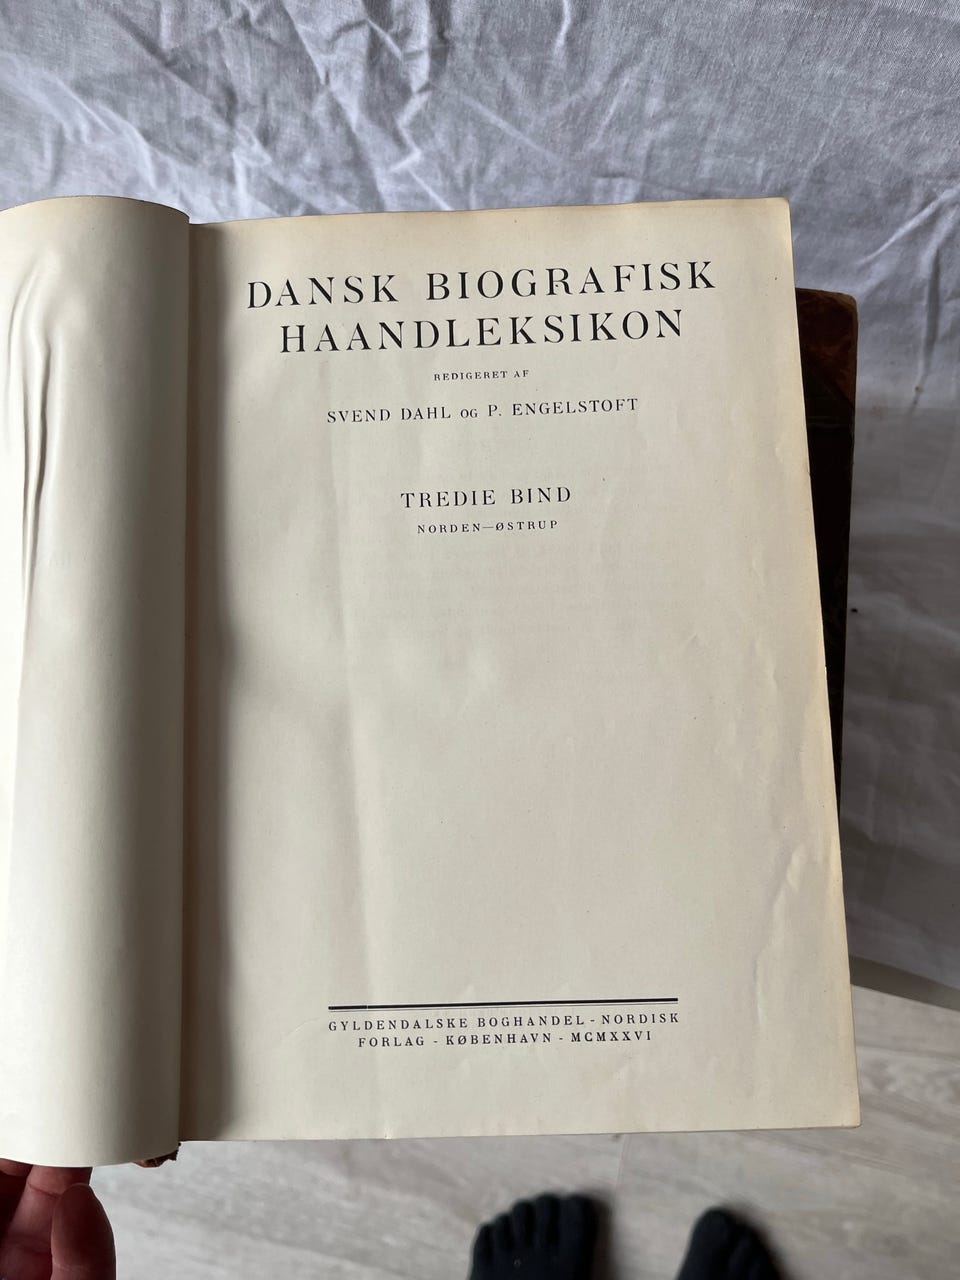 DANSK BIOGRAFISK
HAANDLEKSIKON
REDIGERET AF
SVEND DAHL OG P. ENGELSTOFT
TREDIE BIND
NORDEN—ØSTRUP
GYLDENDALSKE BOGHANDEL - NORDISK
FORLAG - KØBENHAVN - MCMXXVI